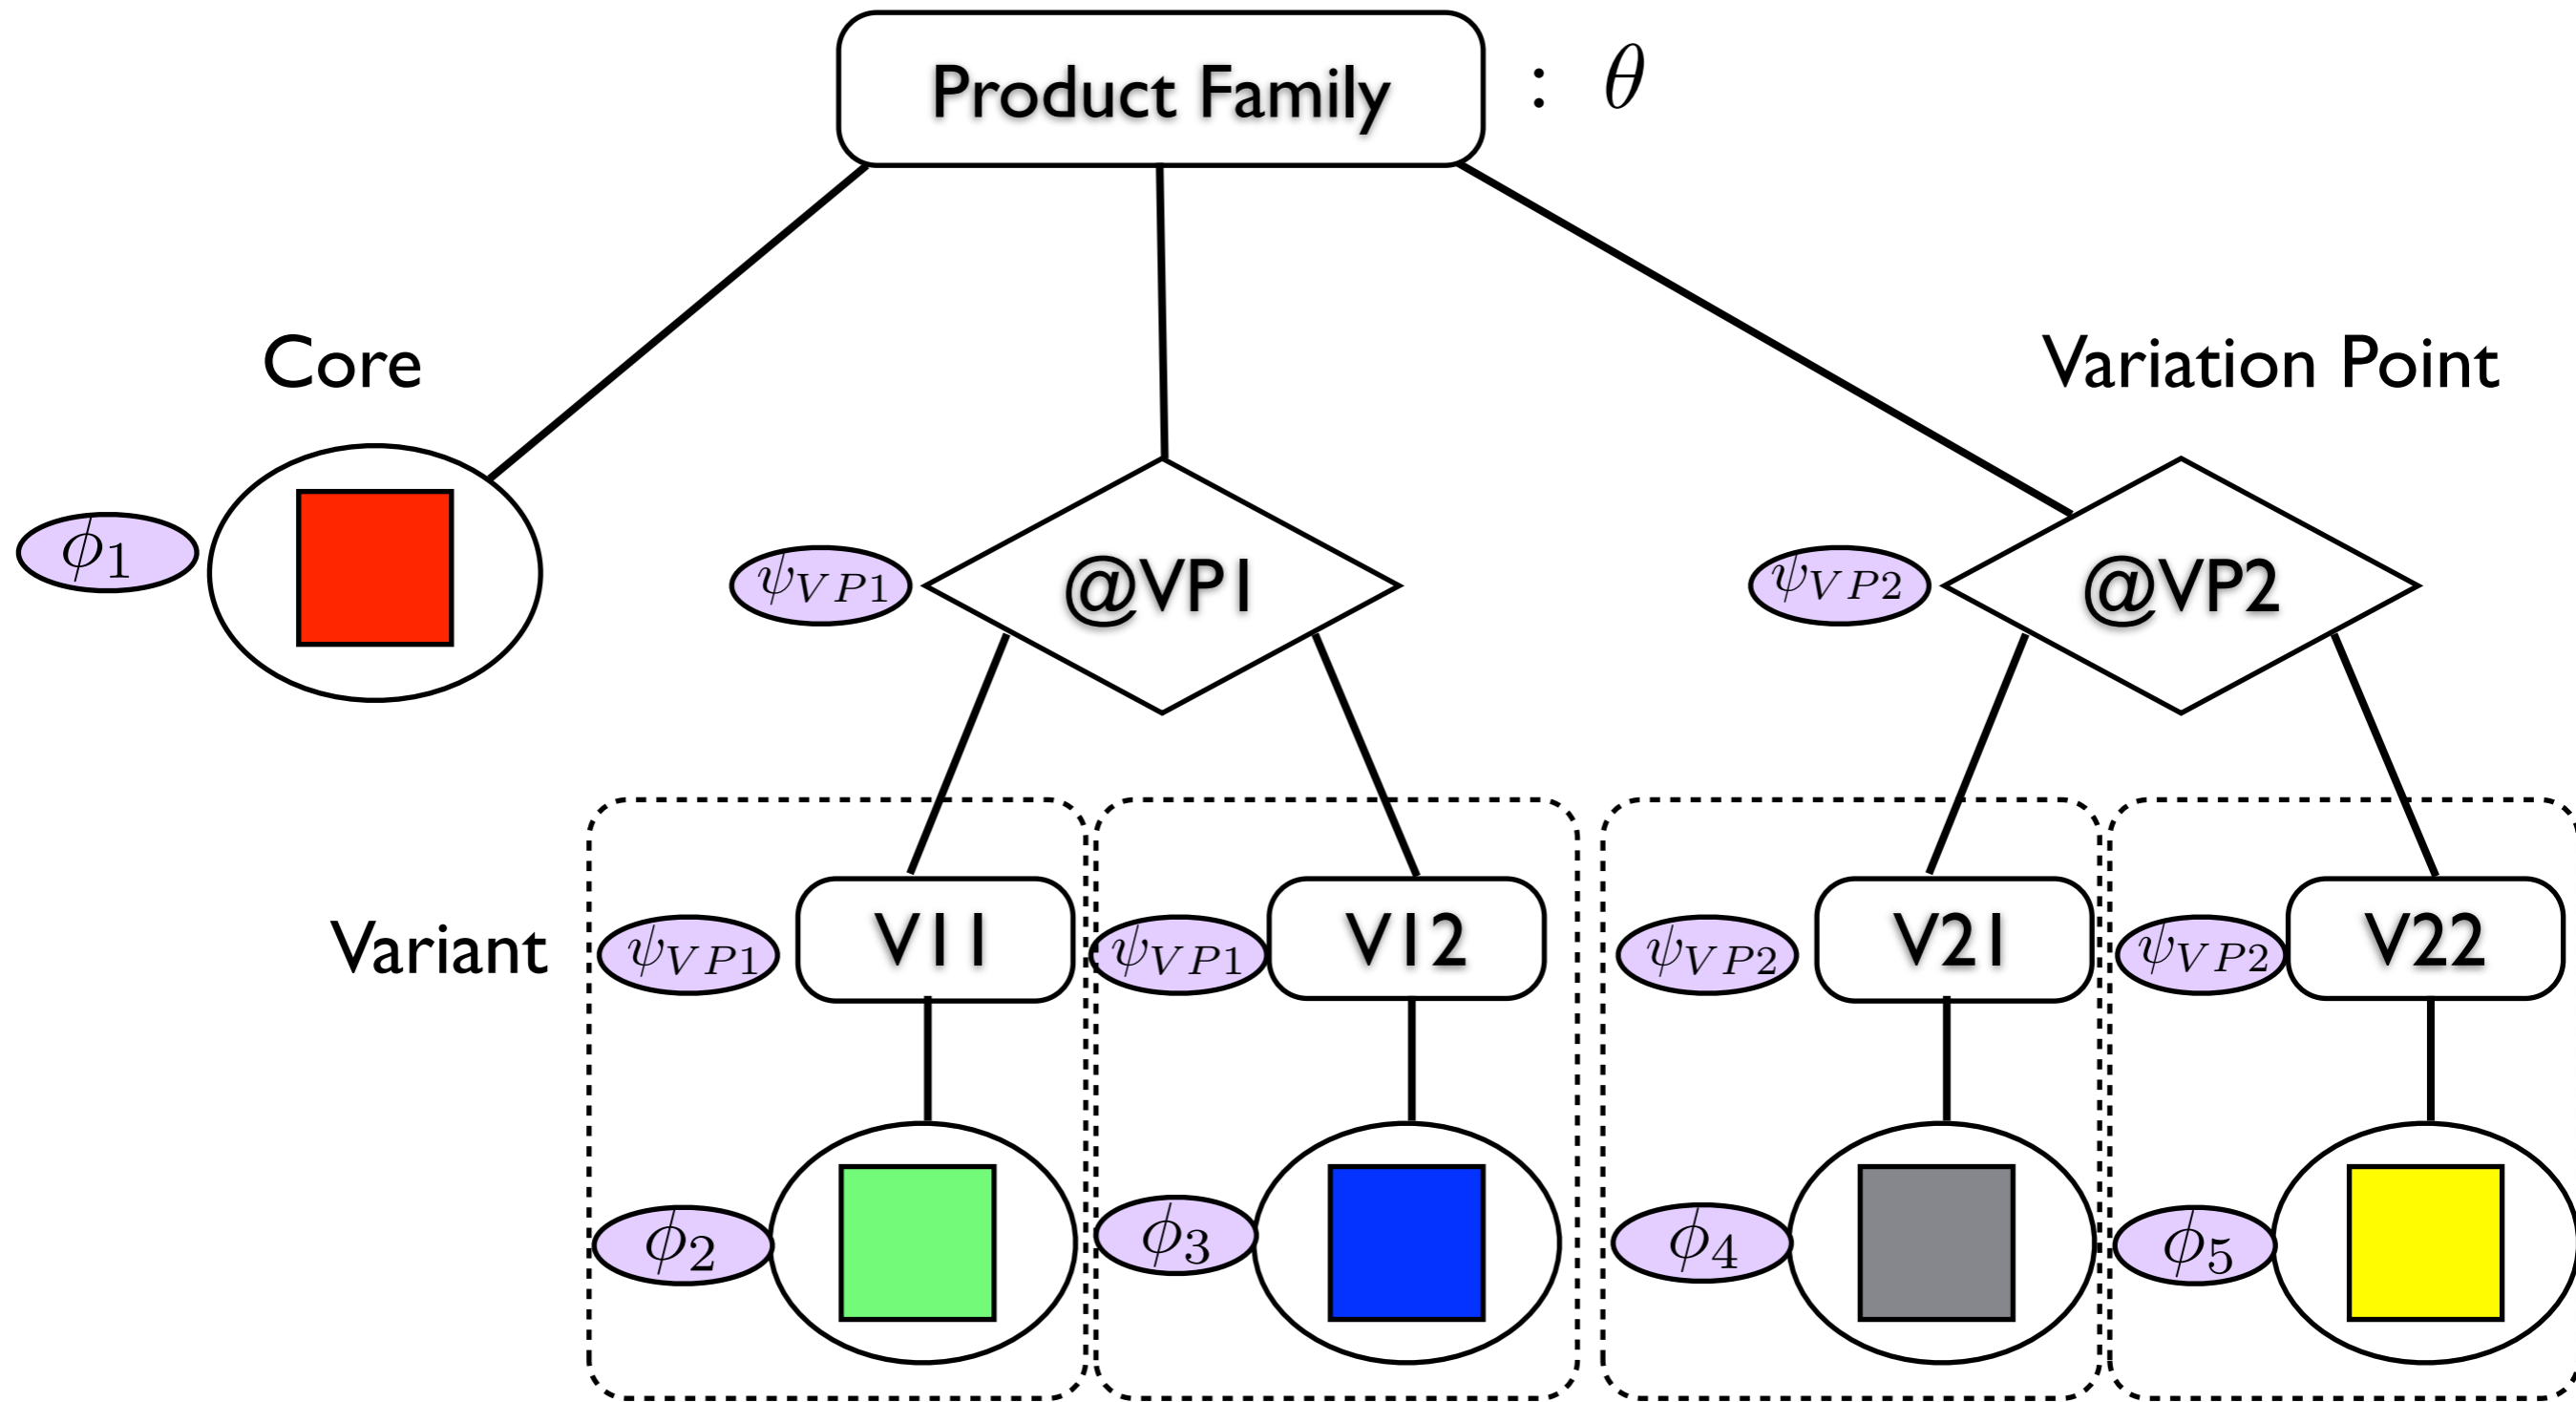 Product Family : θ
Core
Variation Point
ϕ1
ψVP1
@VP1
ψVP2
@VP2
Variant
ψVP1
V11
ψVP1
V12
ψVP2
V21
ψVP2
V22
ϕ2
ϕ3
ϕ4
ϕ5